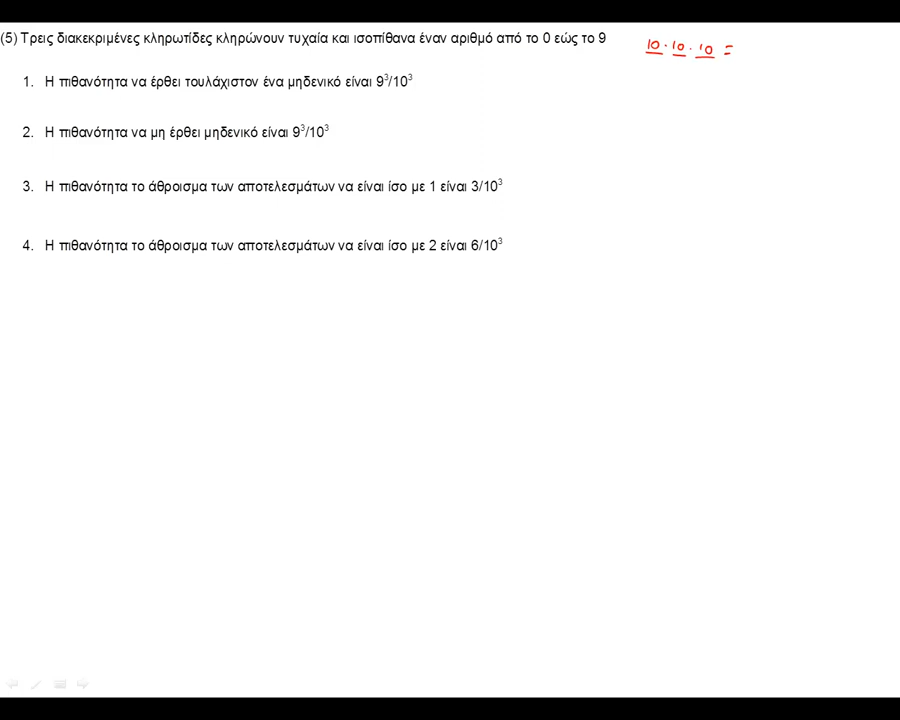 (5) Τρεις διακεκριμένες κληρωτίδες κληρώνουν τυχαία και ισοπίθανα έναν αριθμό από το 0 εώς το 9
10 · 10 · 10 =
1. Η πιθανότητα να έρθει τουλάχιστον ένα μηδενικό είναι 9³/10³
2. Η πιθανότητα να μη έρθει μηδενικό είναι 9³/10³
3. Η πιθανότητα το άθροισμα των αποτελεσμάτων να είναι ίσο με 1 είναι 3/10³
4. Η πιθανότητα το άθροισμα των αποτελεσμάτων να είναι ίσο με 2 είναι 6/10³